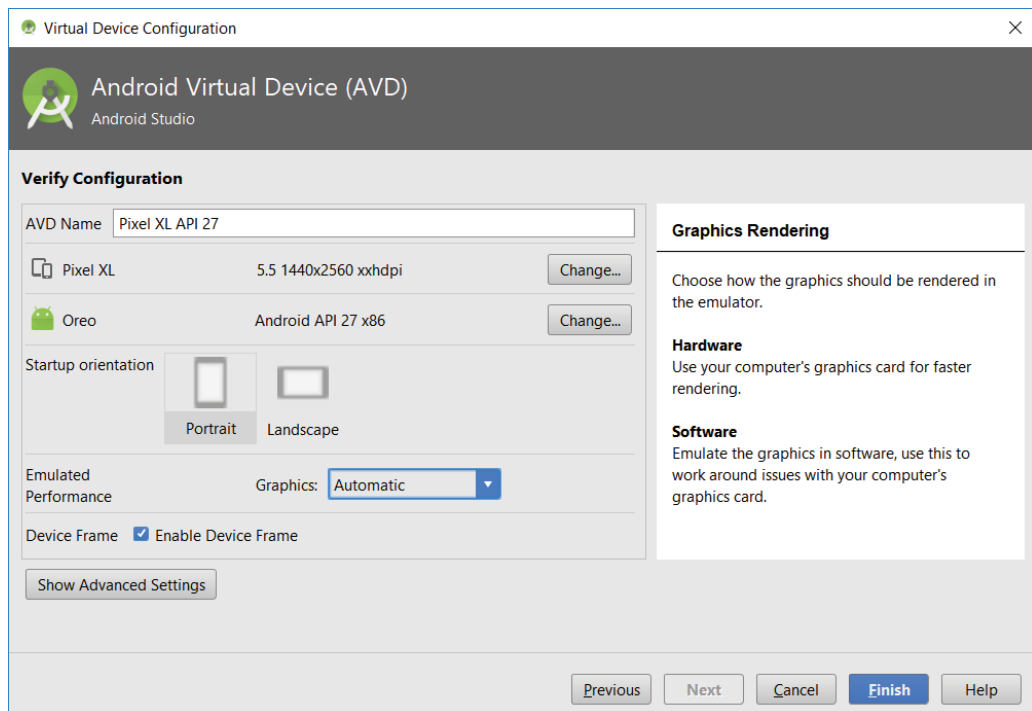 Virtual Device Configuration
Android Virtual Device (AVD)
Android Studio
Verify Configuration
AVD Name Pixel XL API 27
Pixel XL 5.5 1440x2560 xxhdpi Change...
Oreo Android API 27 x86 Change...
Startup orientation
Portrait Landscape
Emulated
Performance
Graphics: Automatic
Device Frame Enable Device Frame
Show Advanced Settings
Graphics Rendering
Choose how the graphics should be rendered in
the emulator.
Hardware
Use your computer's graphics card for faster
rendering.
Software
Emulate the graphics in software, use this to
work around issues with your computer's
graphics card.
Previous Next Cancel Finish Help